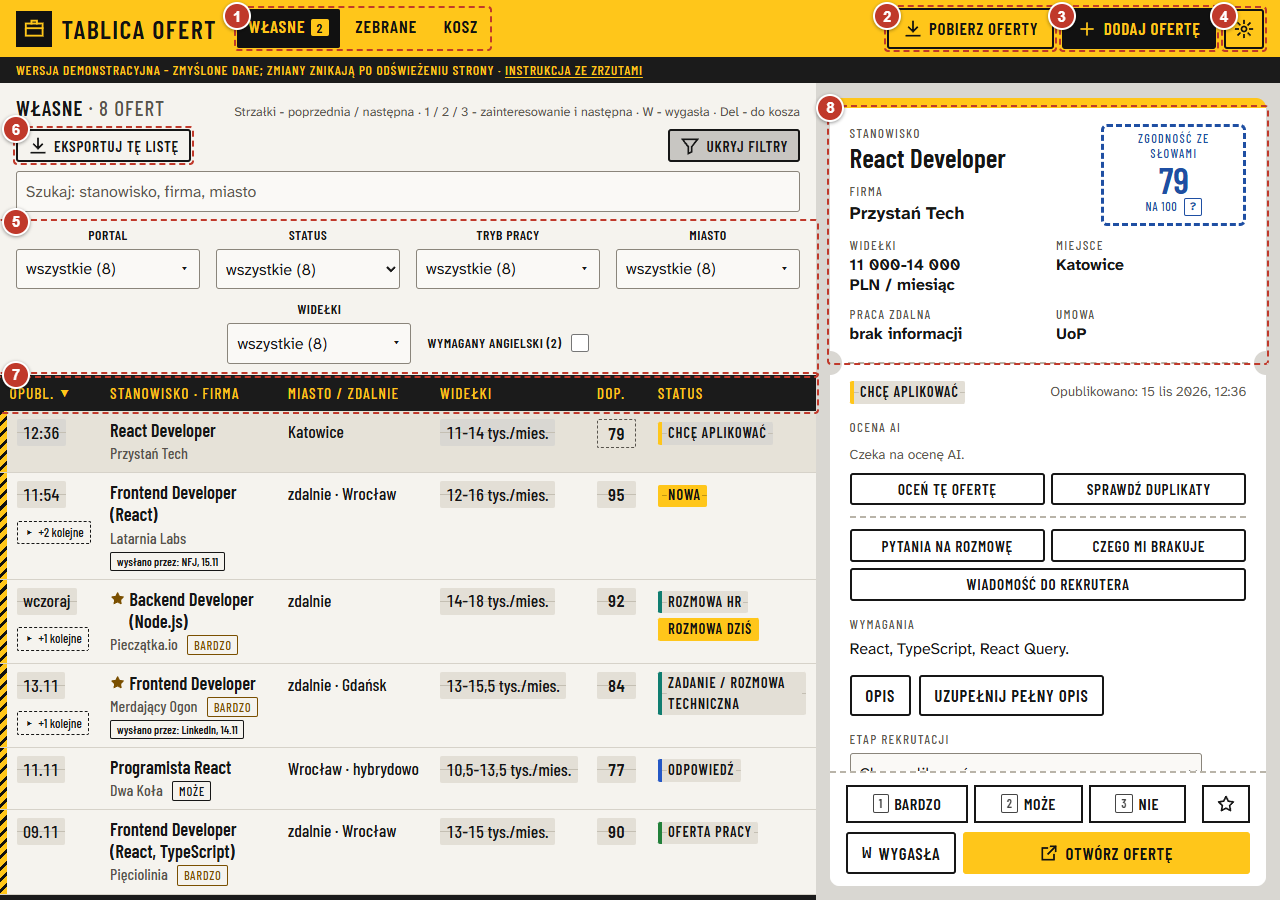 TABLICA OFERT
1
WŁASNE 2
ZEBRANE
KOSZ
2
POBIERZ OFERTY
3
DODAJ OFERTĘ
4
WERSJA DEMONSTRACYJNA – ZMYŚLONE DANE; ZMIANY ZNIKAJĄ PO ODŚWIEŻENIU STRONY · INSTRUKCJA ZE ZRZUTAMI
WŁASNE · 8 OFERT
Strzałki - poprzednia / następna · 1 / 2 / 3 - zainteresowanie i następna · W - wygasła · Del - do kosza
6
EKSPORTUJ TĘ LISTĘ
UKRYJ FILTRY
Szukaj: stanowisko, firma, miasto
5
PORTAL
STATUS
TRYB PRACY
MIASTO
wszystkie (8)
wszystkie (8)
wszystkie (8)
wszystkie (8)
WIDEŁKI
wszystkie (8)
WYMAGANY ANGIELSKI (2)
7
OPUBL. ▼
STANOWISKO · FIRMA
MIASTO / ZDALNIE
WIDEŁKI
DOP.
STATUS
12:36
React Developer
Katowice
11-14 tys./mies.
79
CHCĘ APLIKOWAĆ
Przystań Tech
11:54
Frontend Developer
(React)
zdalnie · Wrocław
12-16 tys./mies.
95
NOWA
+2 kolejne
Latarnia Labs
wysłano przez: NFJ, 15.11
wczoraj
Backend Developer
(Node.js)
zdalnie
14-18 tys./mies.
92
ROZMOWA HR
ROZMOWA DZIŚ
+1 kolejne
Pieczątka.io BARDZO
13.11
Frontend Developer
zdalnie · Gdańsk
13-15,5 tys./mies.
84
ZADANIE / ROZMOWA
TECHNICZNA
+1 kolejne
Merdający Ogon BARDZO
wysłano przez: LinkedIn, 14.11
11.11
Programista React
Wrocław · hybrydowo
10,5-13,5 tys./mies.
77
ODPOWIEDŹ
Dwa Koła MOŻE
09.11
Frontend Developer
(React, TypeScript)
zdalnie · Wrocław
13-15 tys./mies.
90
OFERTA PRACY
Pięciolinia BARDZO
8
STANOWISKO
React Developer
ZGODNOŚĆ ZE
SŁOWAMI
79
NA 100 ?
FIRMA
Przystań Tech
WIDEŁKI
11 000-14 000
PLN / miesiąc
MIEJSCE
Katowice
PRACA ZDALNA
brak informacji
UMOWA
UoP
CHCĘ APLIKOWAĆ
Opublikowano: 15 lis 2026, 12:36
OCENA AI
Czeka na ocenę AI.
OCEŃ TĘ OFERTĘ
SPRAWDŹ DUPLIKATY
PYTANIA NA ROZMOWĘ
CZEGO MI BRAKUJE
WIADOMOŚĆ DO REKRUTERA
WYMAGANIA
React, TypeScript, React Query.
OPIS
UZUPEŁNIJ PEŁNY OPIS
ETAP REKRUTACJI
1 BARDZO
2 MOŻE
3 NIE
W WYGASŁA
OTWÓRZ OFERTĘ